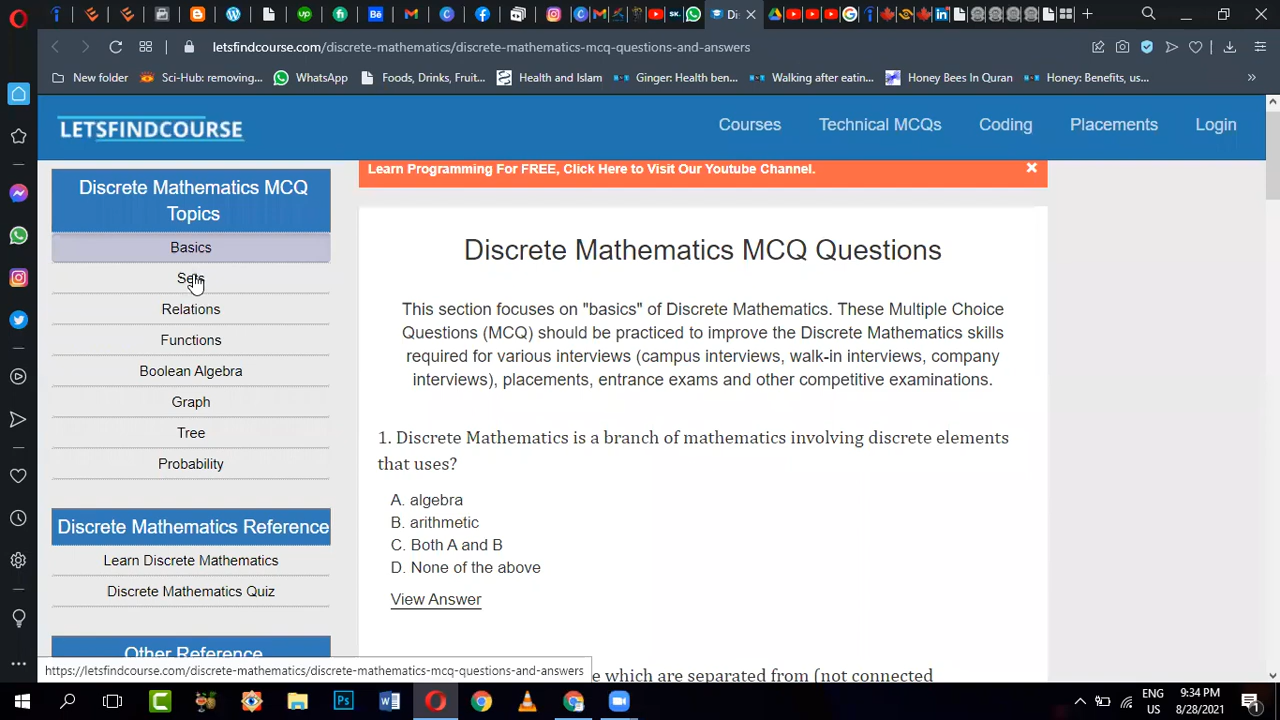 Di
SK.
letsfindcourse.com/discrete-mathematics/discrete-mathematics-mcq-questions-and-answers
New folder
Sci-Hub: removing...
WhatsApp
Foods, Drinks, Fruit...
Health and Islam
Ginger: Health ben...
Walking after eatin...
Honey Bees In Quran
Honey: Benefits, us...
»
LETSFINDCOURSE
Courses
Technical MCQs
Coding
Placements
Login
Learn Programming For FREE, Click Here to Visit Our Youtube Channel.
Discrete Mathematics MCQ
Topics
Basics
Sets
Relations
Functions
Boolean Algebra
Graph
Tree
Probability
Discrete Mathematics Reference
Learn Discrete Mathematics
Discrete Mathematics Quiz
Other Reference
Discrete Mathematics MCQ Questions
This section focuses on "basics" of Discrete Mathematics. These Multiple Choice
Questions (MCQ) should be practiced to improve the Discrete Mathematics skills
required for various interviews (campus interviews, walk-in interviews, company
interviews), placements, entrance exams and other competitive examinations.
1. Discrete Mathematics is a branch of mathematics involving discrete elements
that uses?
A. algebra
B. arithmetic
C. Both A and B
D. None of the above
View Answer
e which are separated from (not connected
https://letsfindcourse.com/discrete-mathematics/discrete-mathematics-mcq-questions-and-answers
ENG
US
9:34 PM
8/28/2021